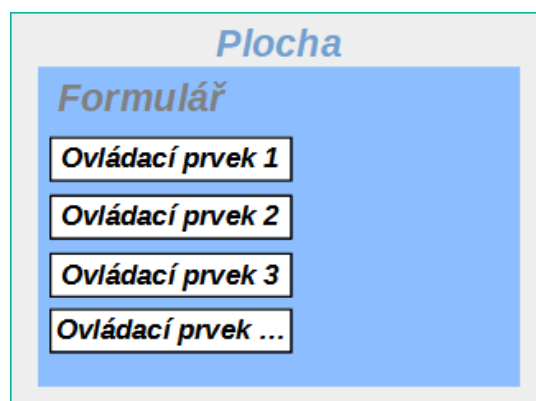 Plocha
Formulář
Ovládací prvek 1
Ovládací prvek 2
Ovládací prvek 3
Ovládací prvek ...